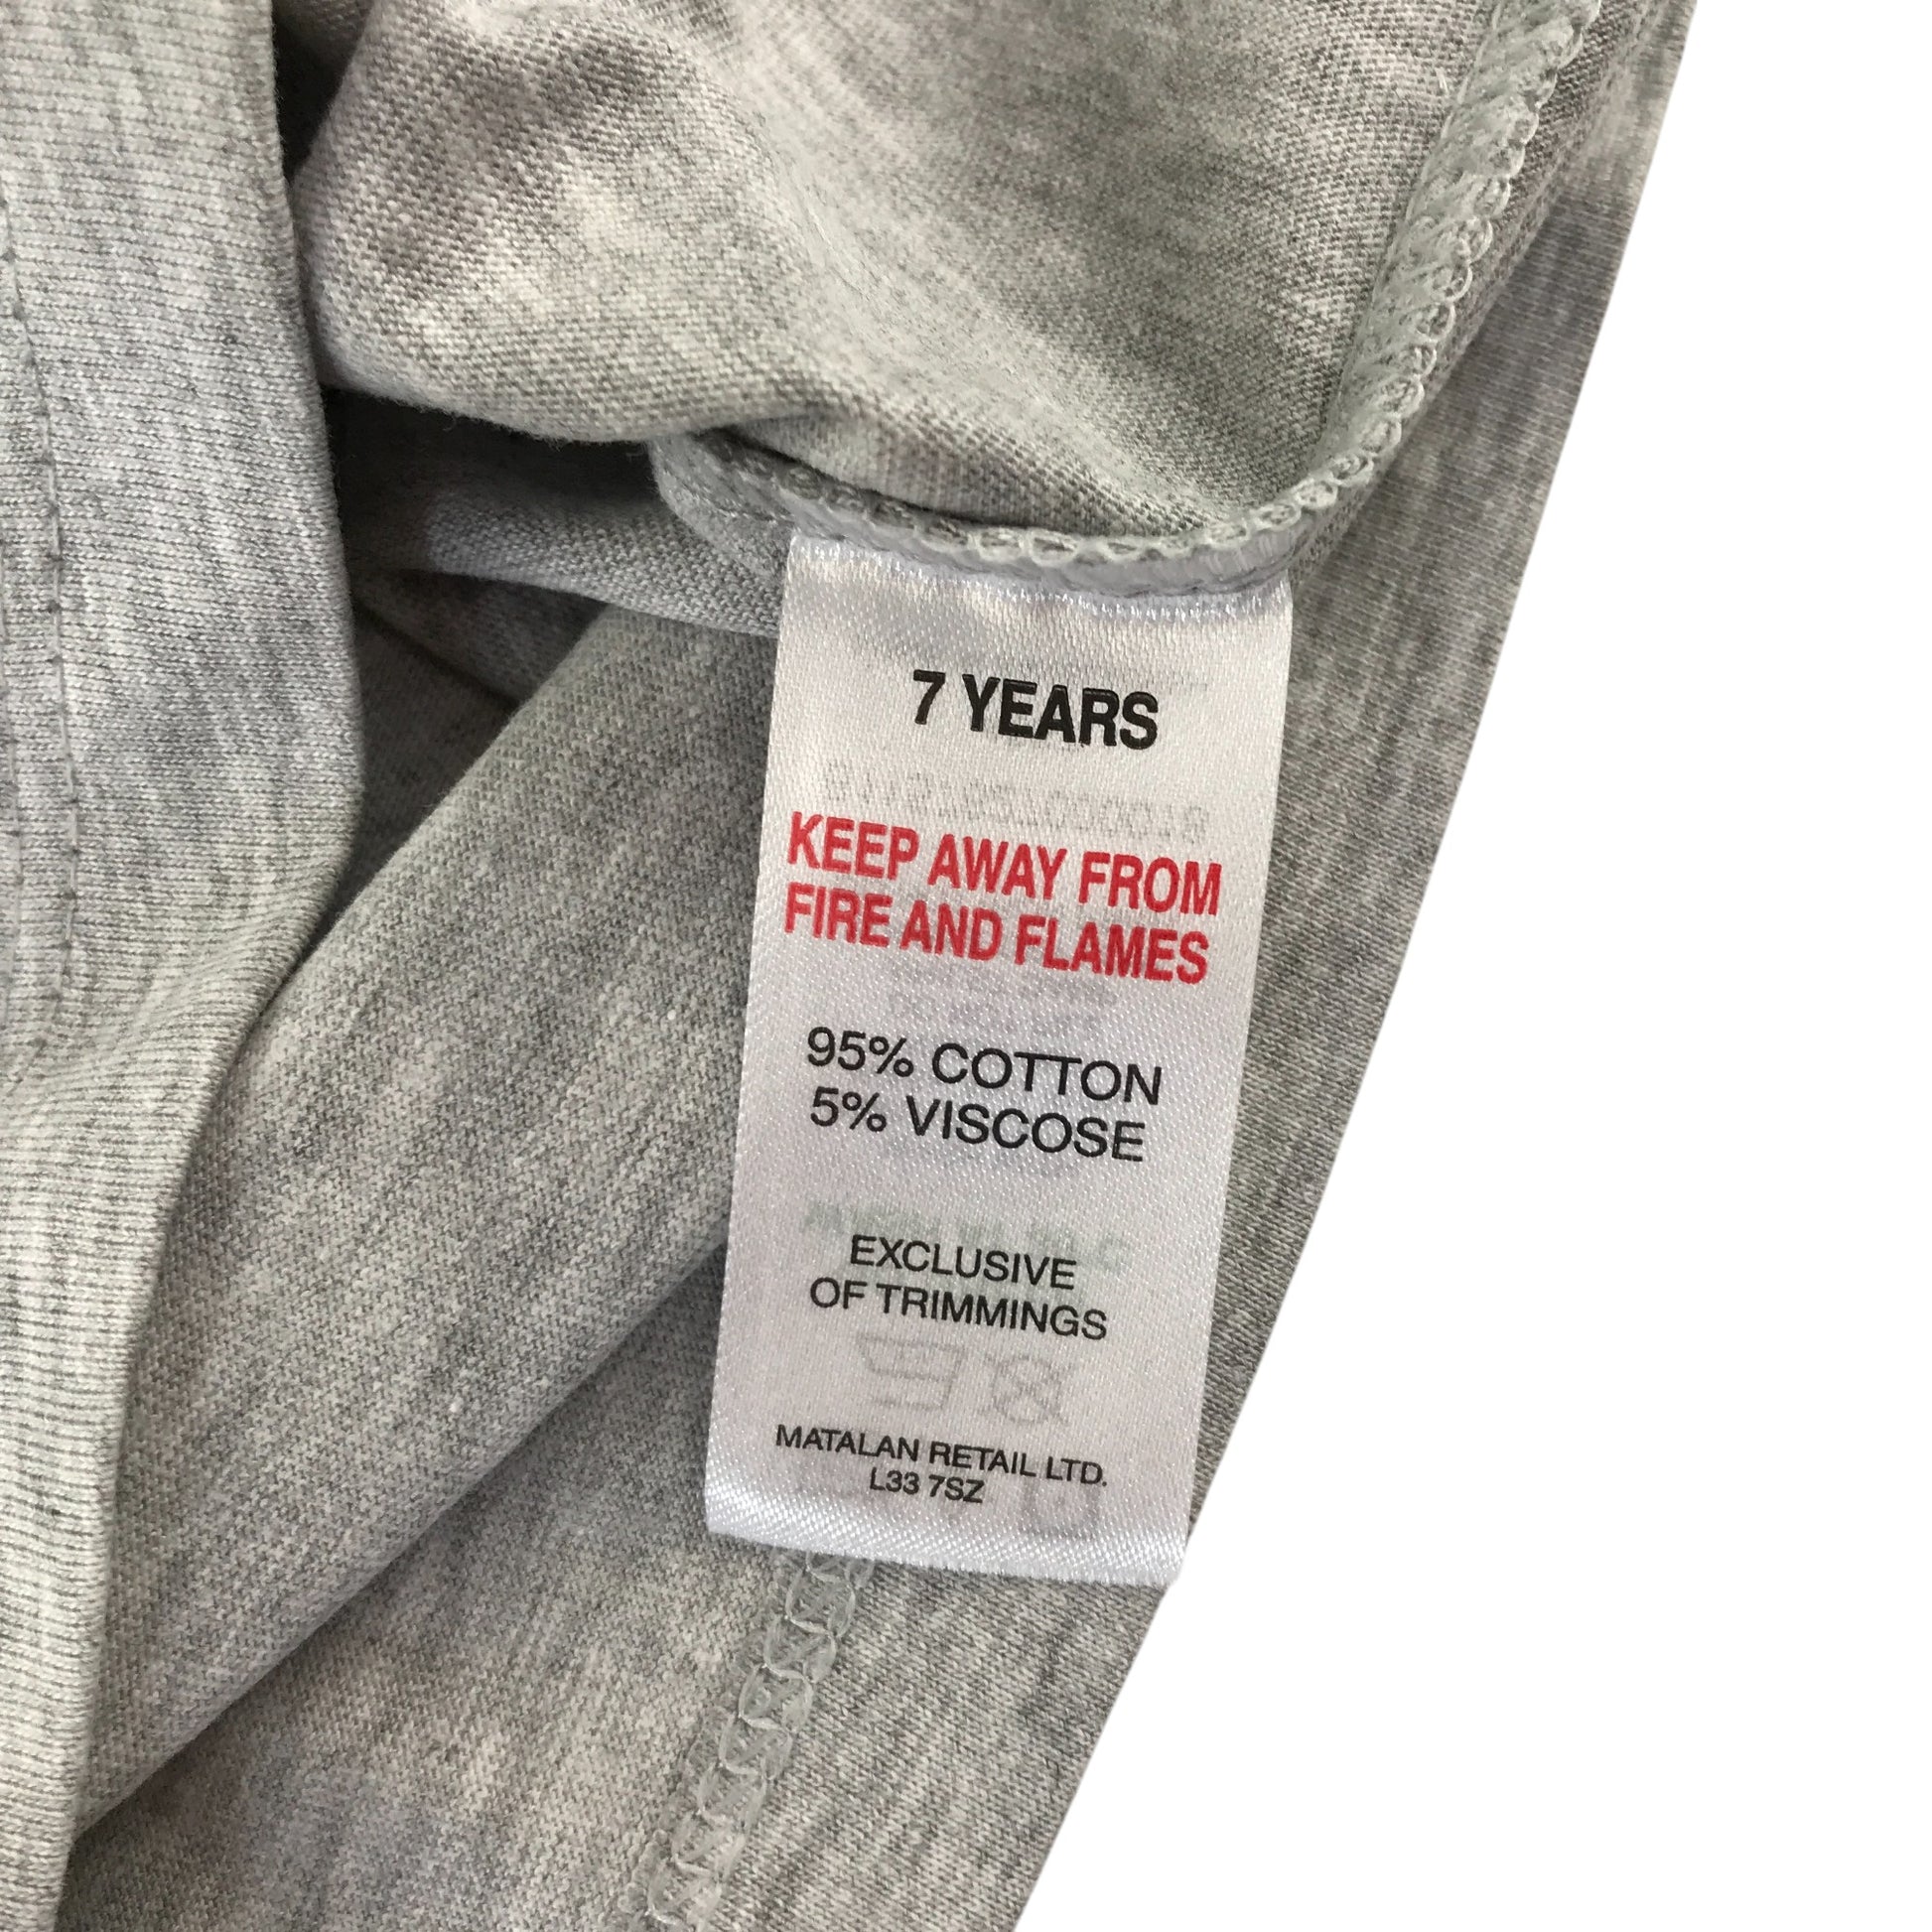 7 YEARS
KEEP AWAY FROM
FIRE AND FLAMES
95% COTTON
5% VISCOSE
EXCLUSIVE
OF TRIMMINGS
MATALAN RETAIL LTD.
L33 7SZ